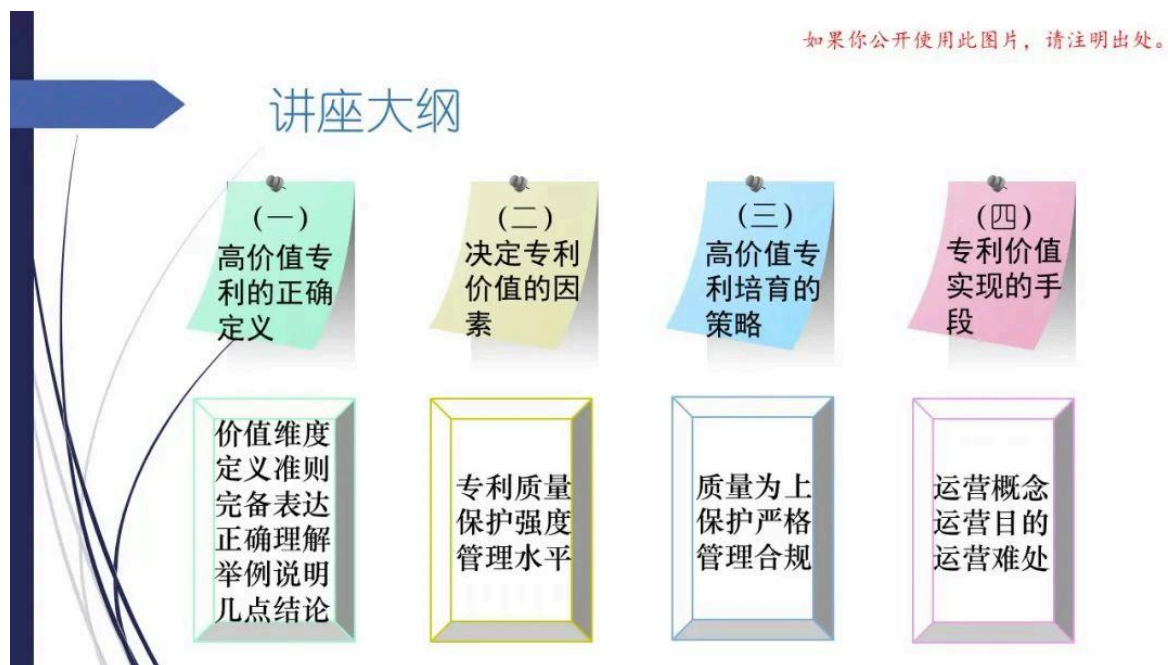 如果你公开使用此图片，请注明出处。
讲座大纲
(一)
高价值专
利的正确
定义
(二)
决定专利
价值的因
素
(三)
高价值专
利培育的
策略
(四)
专利价值
实现的手
段
价值维度
定义准则
完备表达
正确理解
举例说明
几点结论
专利质量
保护强度
管理水平
质量为上
保护严格
管理合规
运营概念
运营目的
运营难处